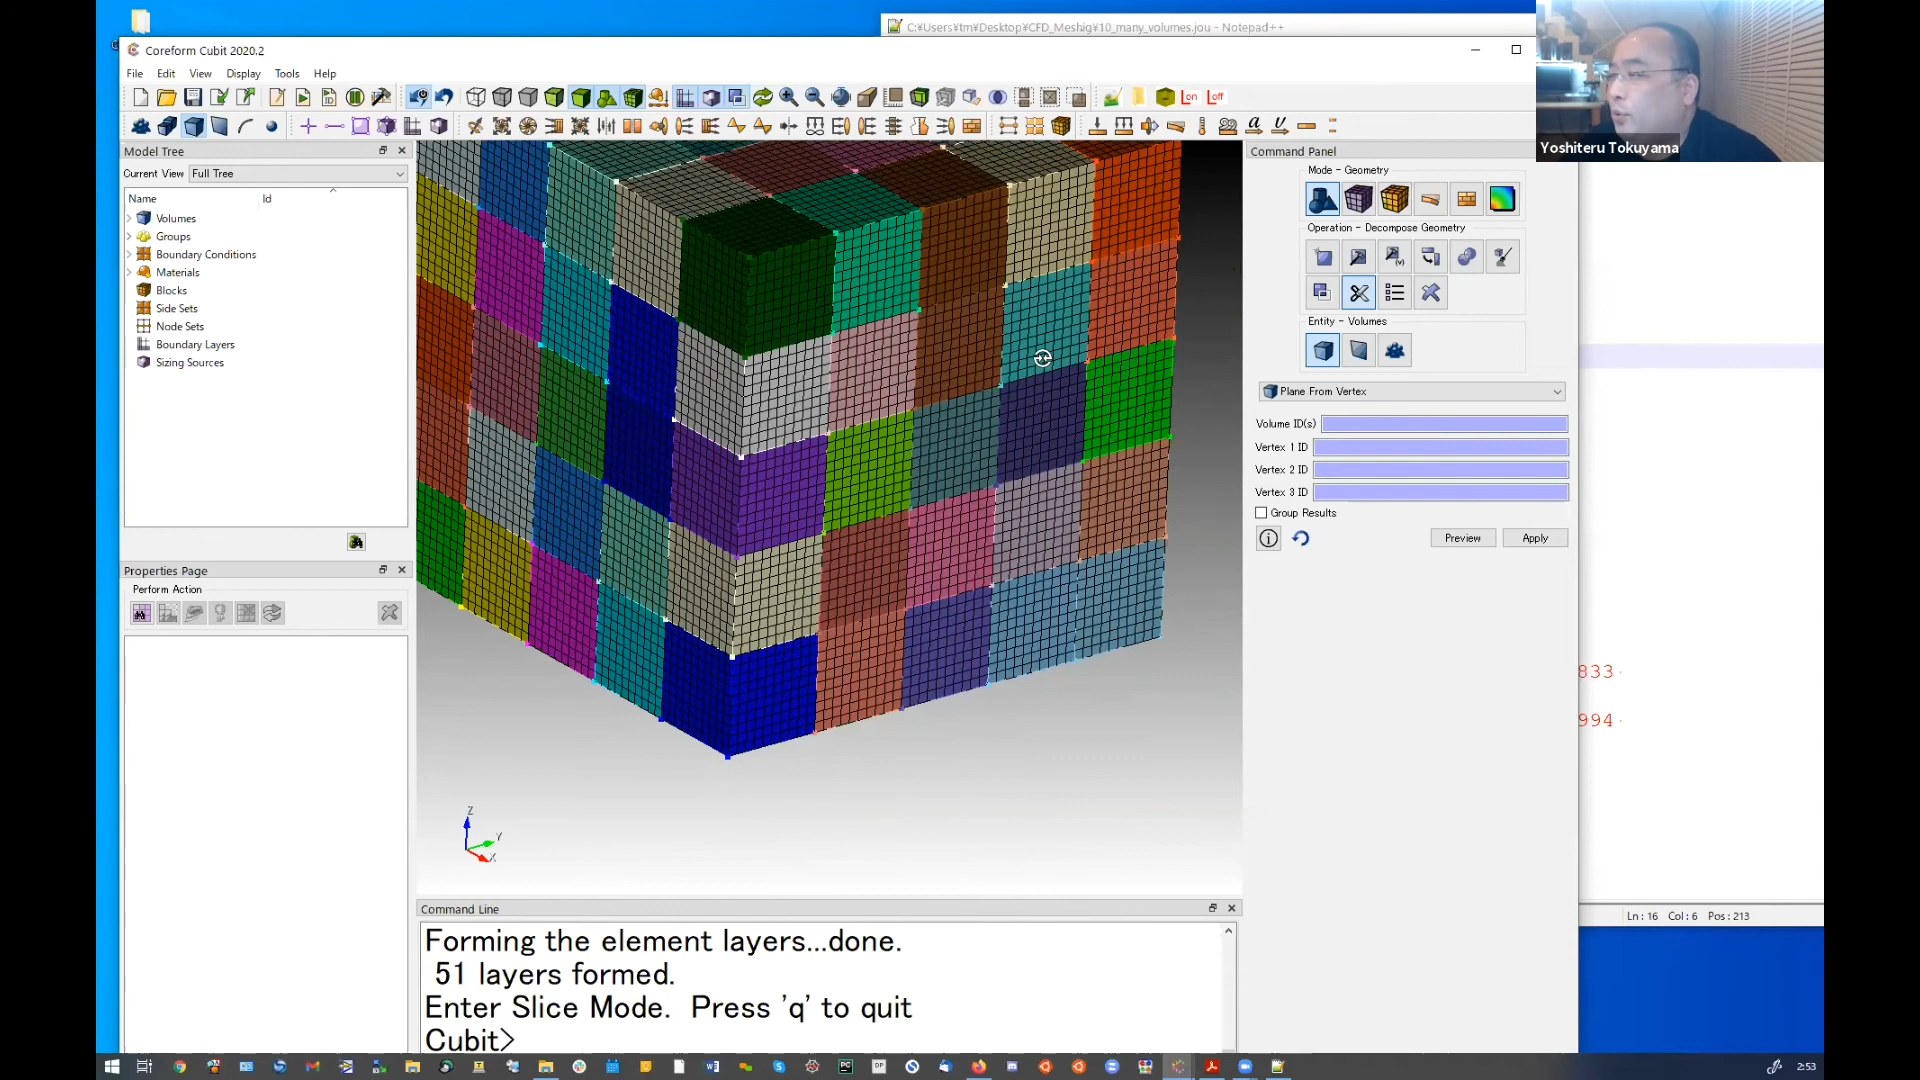 C:¥Users¥tm¥Desktop¥CFD_Meshig¥10_many_volumes.jou - Notepad++
Coreform Cubit 2020.2
File Edit View Display Tools Help
on off
a v
Yoshiteru Tokuyama
Model Tree
Current View Full Tree
Name Id
Volumes
Groups
Boundary Conditions
Materials
Blocks
Side Sets
Node Sets
Boundary Layers
Sizing Sources
Properties Page
Perform Action
Command Panel
Mode - Geometry
Operation - Decompose Geometry
(v)
Entity - Volumes
Plane From Vertex
Volume ID(s)
Vertex 1 ID
Vertex 2 ID
Vertex 3 ID
Group Results
Preview Apply
833
994
Ln: 16 Col: 6 Pos: 213
Z
Y
X
Command Line
Forming the element layers...done.
51 layers formed.
Enter Slice Mode. Press 'q' to quit
Cubit>
2:53